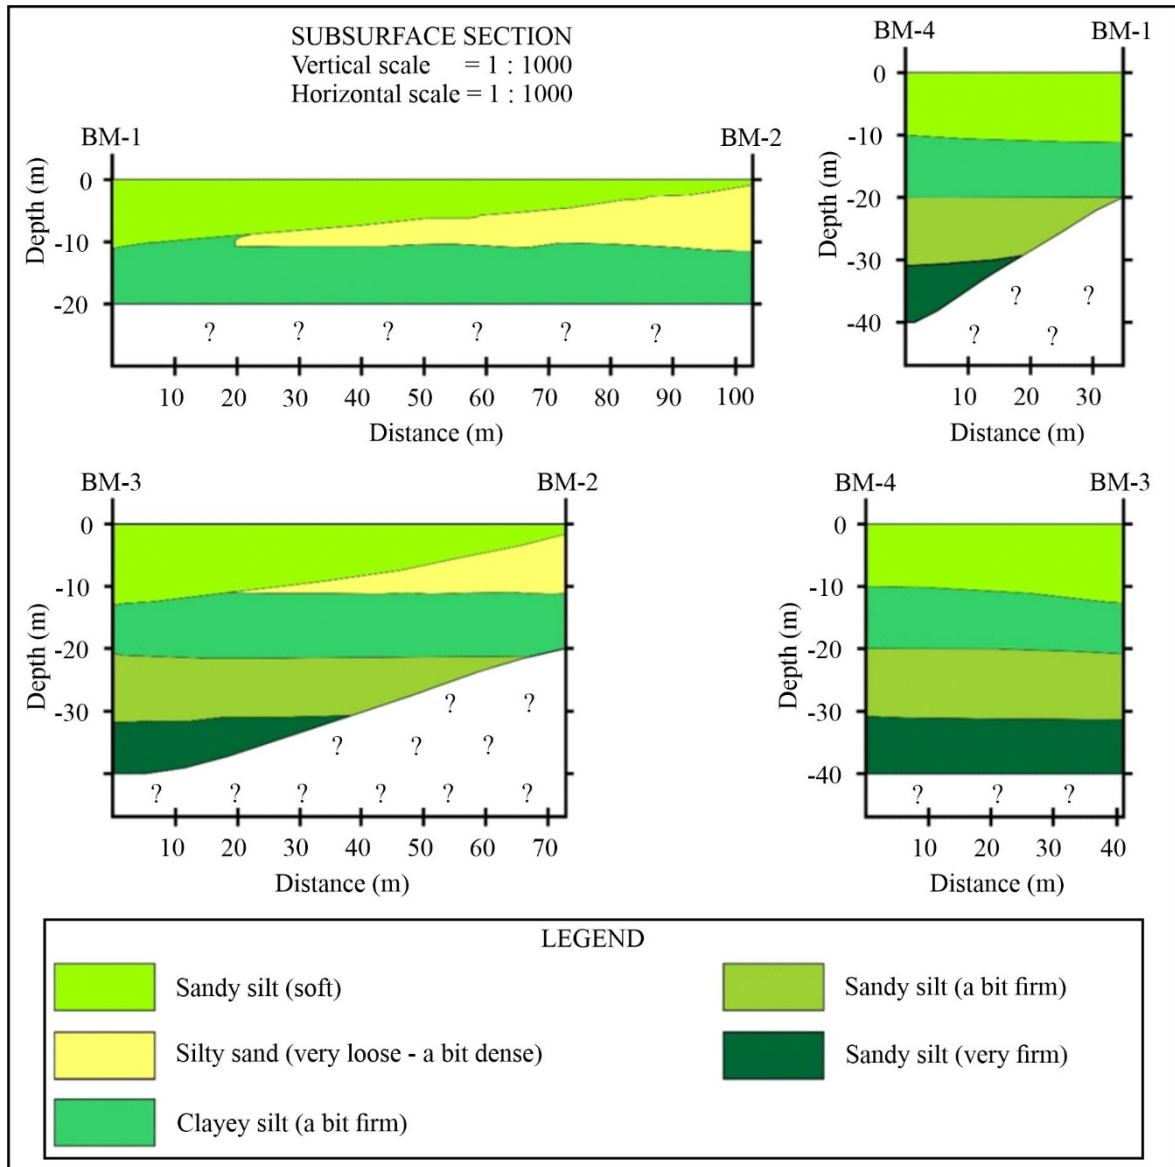 SUBSURFACE SECTION
Vertical scale = 1 : 1000
Horizontal scale = 1 : 1000
BM-1
BM-2
Depth (m)
0
-10
-20
? ? ? ? ? ?
10 20 30 40 50 60 70 80 90 100
Distance (m)
BM-4
BM-1
Depth (m)
0
-10
-20
-30
-40
? ?
? ?
10 20 30
Distance (m)
BM-3
BM-2
Depth (m)
0
-10
-20
-30
? ?
? ? ?
? ? ? ? ? ?
10 20 30 40 50 60 70
Distance (m)
BM-4
BM-3
Depth (m)
0
-10
-20
-30
-40
? ? ?
10 20 30 40
Distance (m)
LEGEND
Sandy silt (soft)
Silty sand (very loose - a bit dense)
Clayey silt (a bit firm)
Sandy silt (a bit firm)
Sandy silt (very firm)